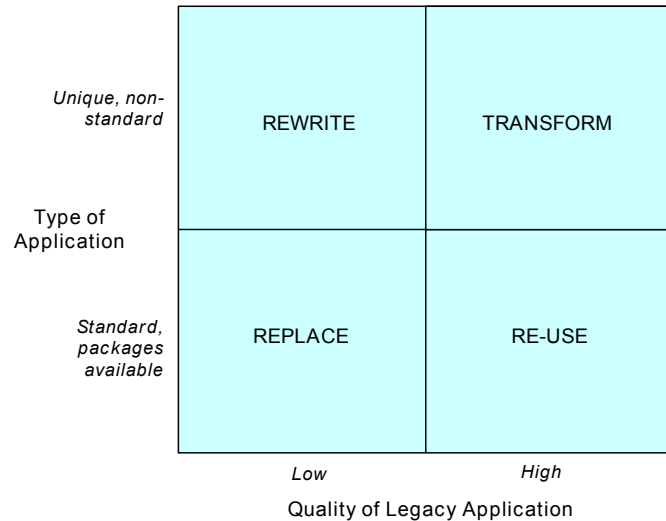 Unique, non-
standard
REWRITE
TRANSFORM
Type of
Application
Standard,
packages
available
REPLACE
RE-USE
Low
High
Quality of Legacy Application